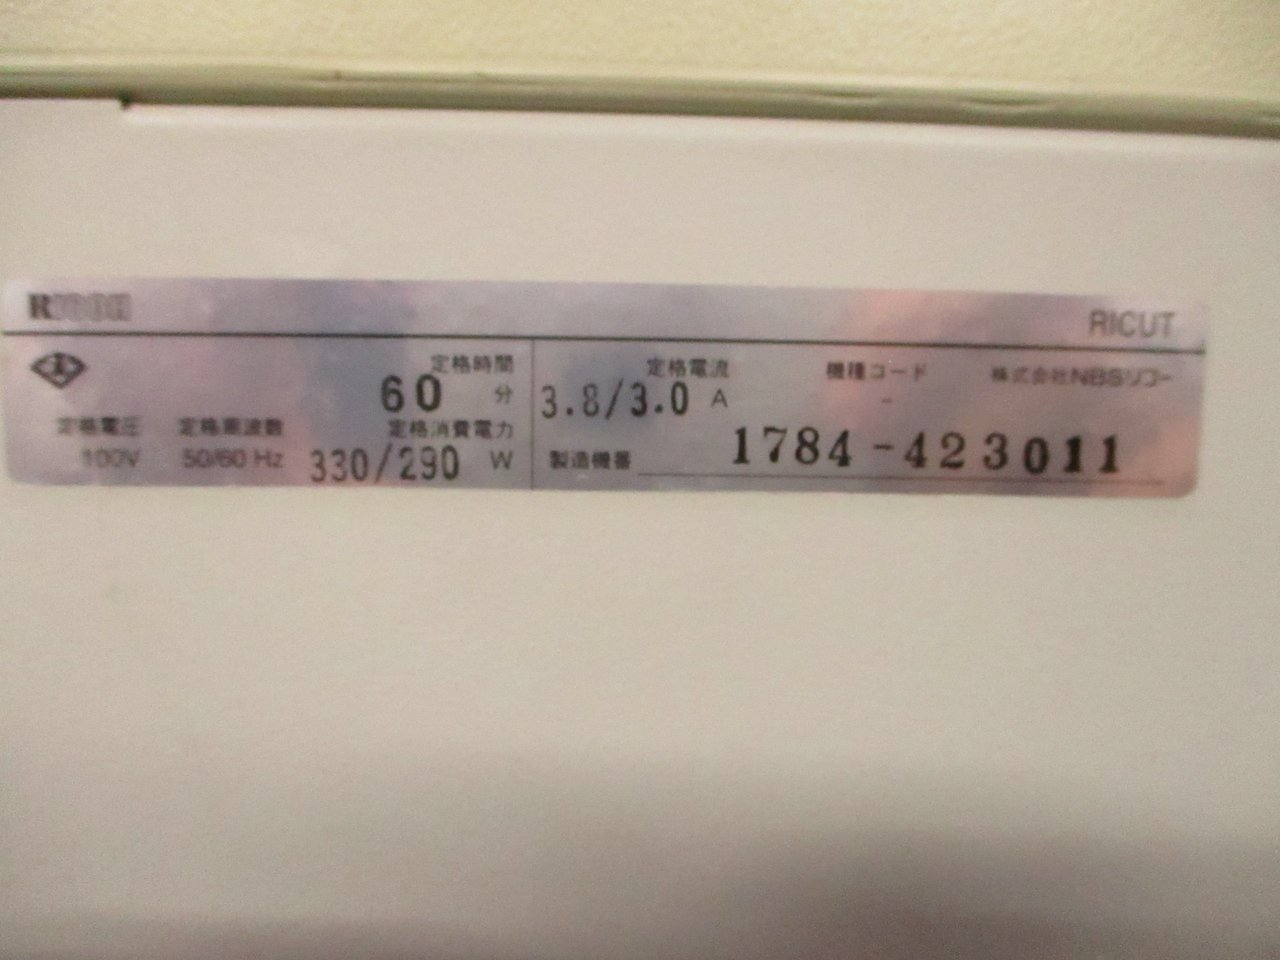 RICOH RICUT
定格時間 定格電流 機種コード 株式会社NBSリコー
60 分 3.8/3.0 A -
定格電圧 定格周波数 定格消費電力
100V 50/60 Hz 330/290 W 製造機番 1784-423011